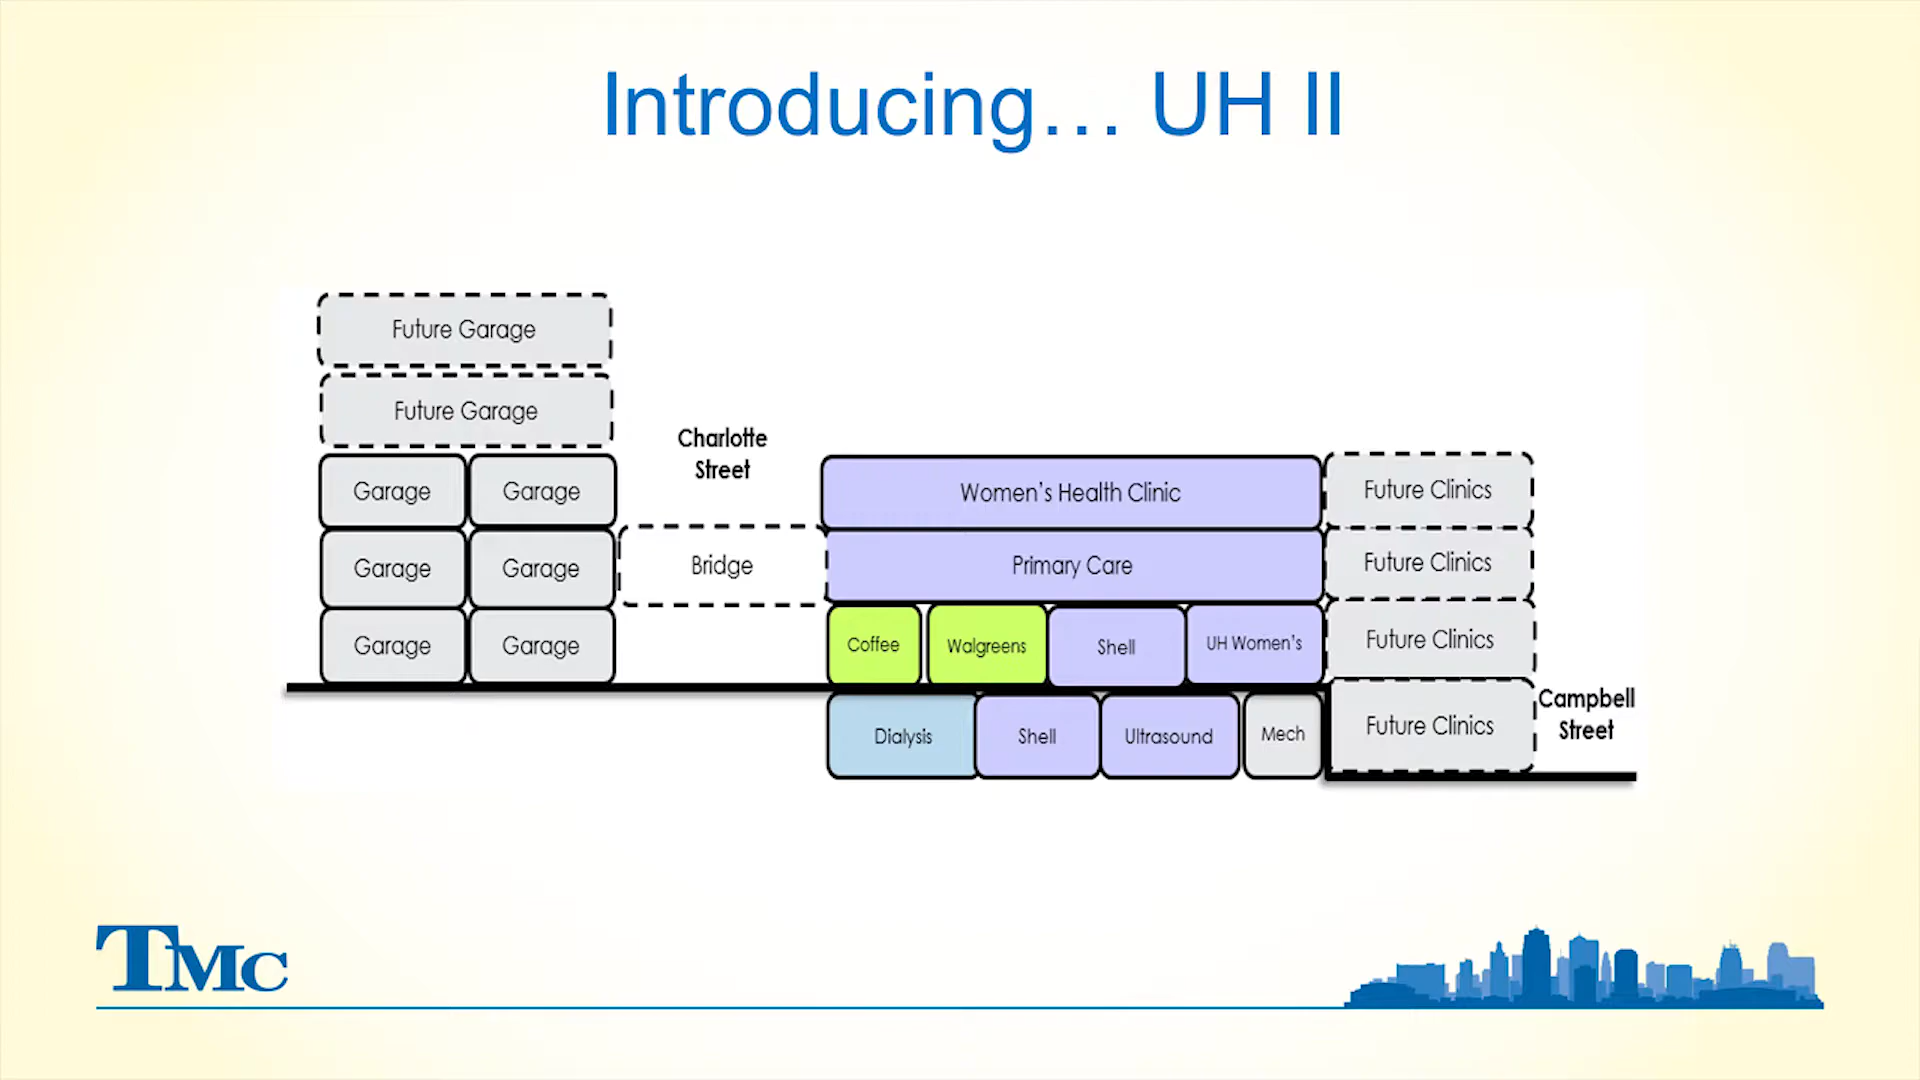 Introducing… UH II
Future Garage
Future Garage
Charlotte
Street
Garage
Garage
Women's Health Clinic
Future Clinics
Garage
Garage
Bridge
Primary Care
Future Clinics
Garage
Garage
Coffee
Walgreens
Shell
UH Women's
Future Clinics
Dialysis
Shell
Ultrasound
Mech
Future Clinics
Campbell
Street
TMC